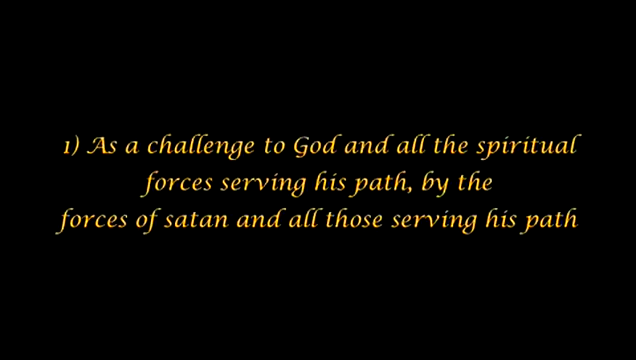 1) As a challenge to God and all the spiritual
forces serving his path, by the
forces of satan and all those serving his path